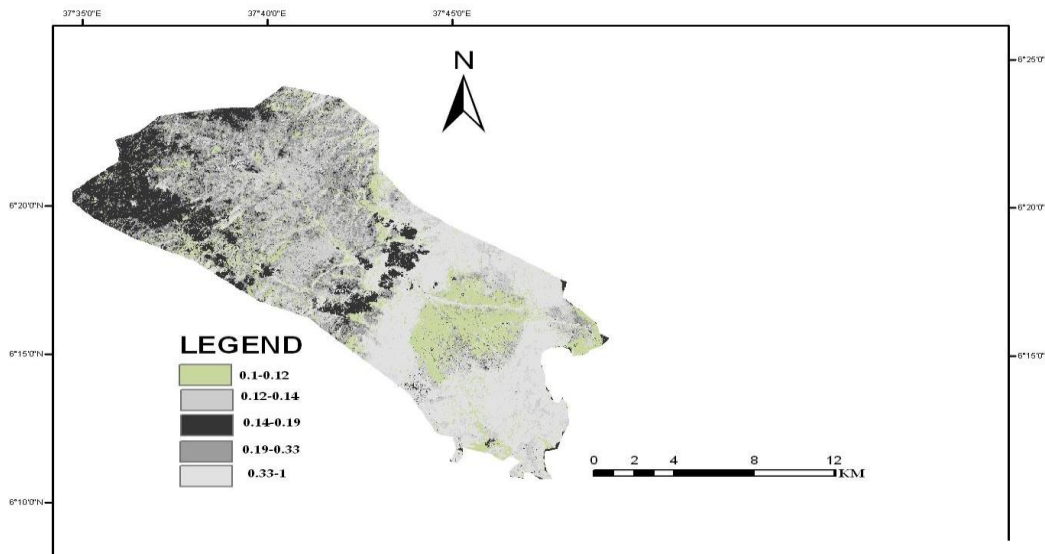 37°35'0"E 37°40'0"E 37°45'0"E
6°25'0"N
N
6°20'0"N 6°20'0"N
LEGEND
0.1-0.12
0.12-0.14
0.14-0.19
0.19-0.33
0.33-1
6°15'0"N 6°15'0"N
0 2 4 8 12
KM
6°10'0"N